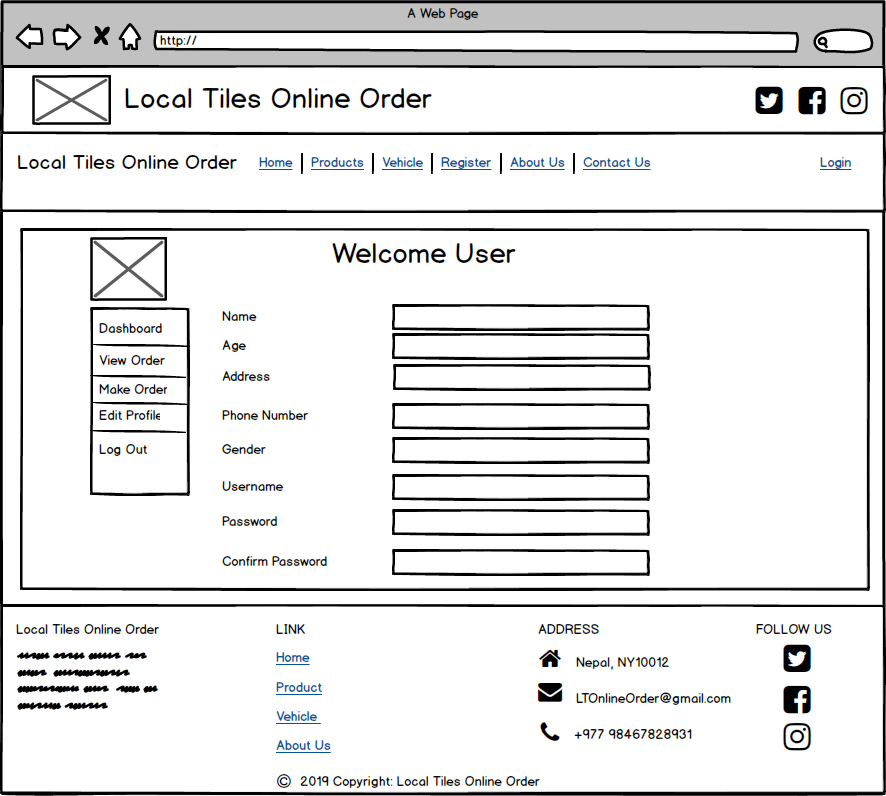 A Web Page
http://
Local Tiles Online Order
Local Tiles Online Order Home Products Vehicle Register About Us Contact Us Login
Welcome User
Dashboard
View Order
Make Order
Edit Profile
Log Out
Name
Age
Address
Phone Number
Gender
Username
Password
Confirm Password
Local Tiles Online Order
LINK
Home
Product
Vehicle
About Us
ADDRESS
Nepal, NY10012
LTOnlineOrder@gmail.com
+977 98467828931
FOLLOW US
© 2019 Copyright: Local Tiles Online Order